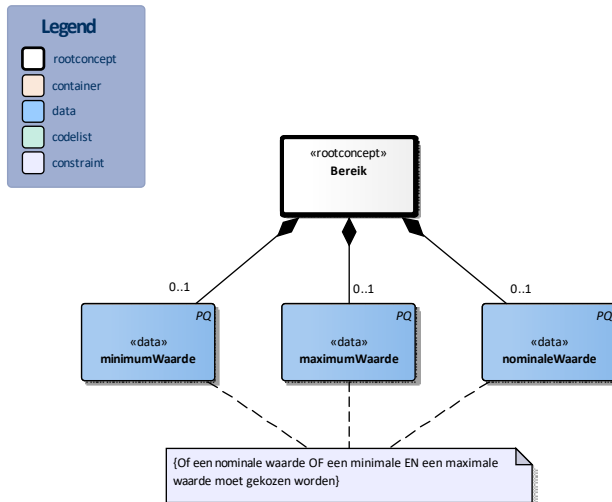 Legend
rootconcept
container
data
codelist
constraint
«rootconcept»
Bereik
0..1
0..1
0..1
PQ
«data»
minimumWaarde
PQ
«data»
maximumWaarde
PQ
«data»
nominaleWaarde
{Of een nominale waarde OF een minimale EN een maximale
waarde moet gekozen worden}